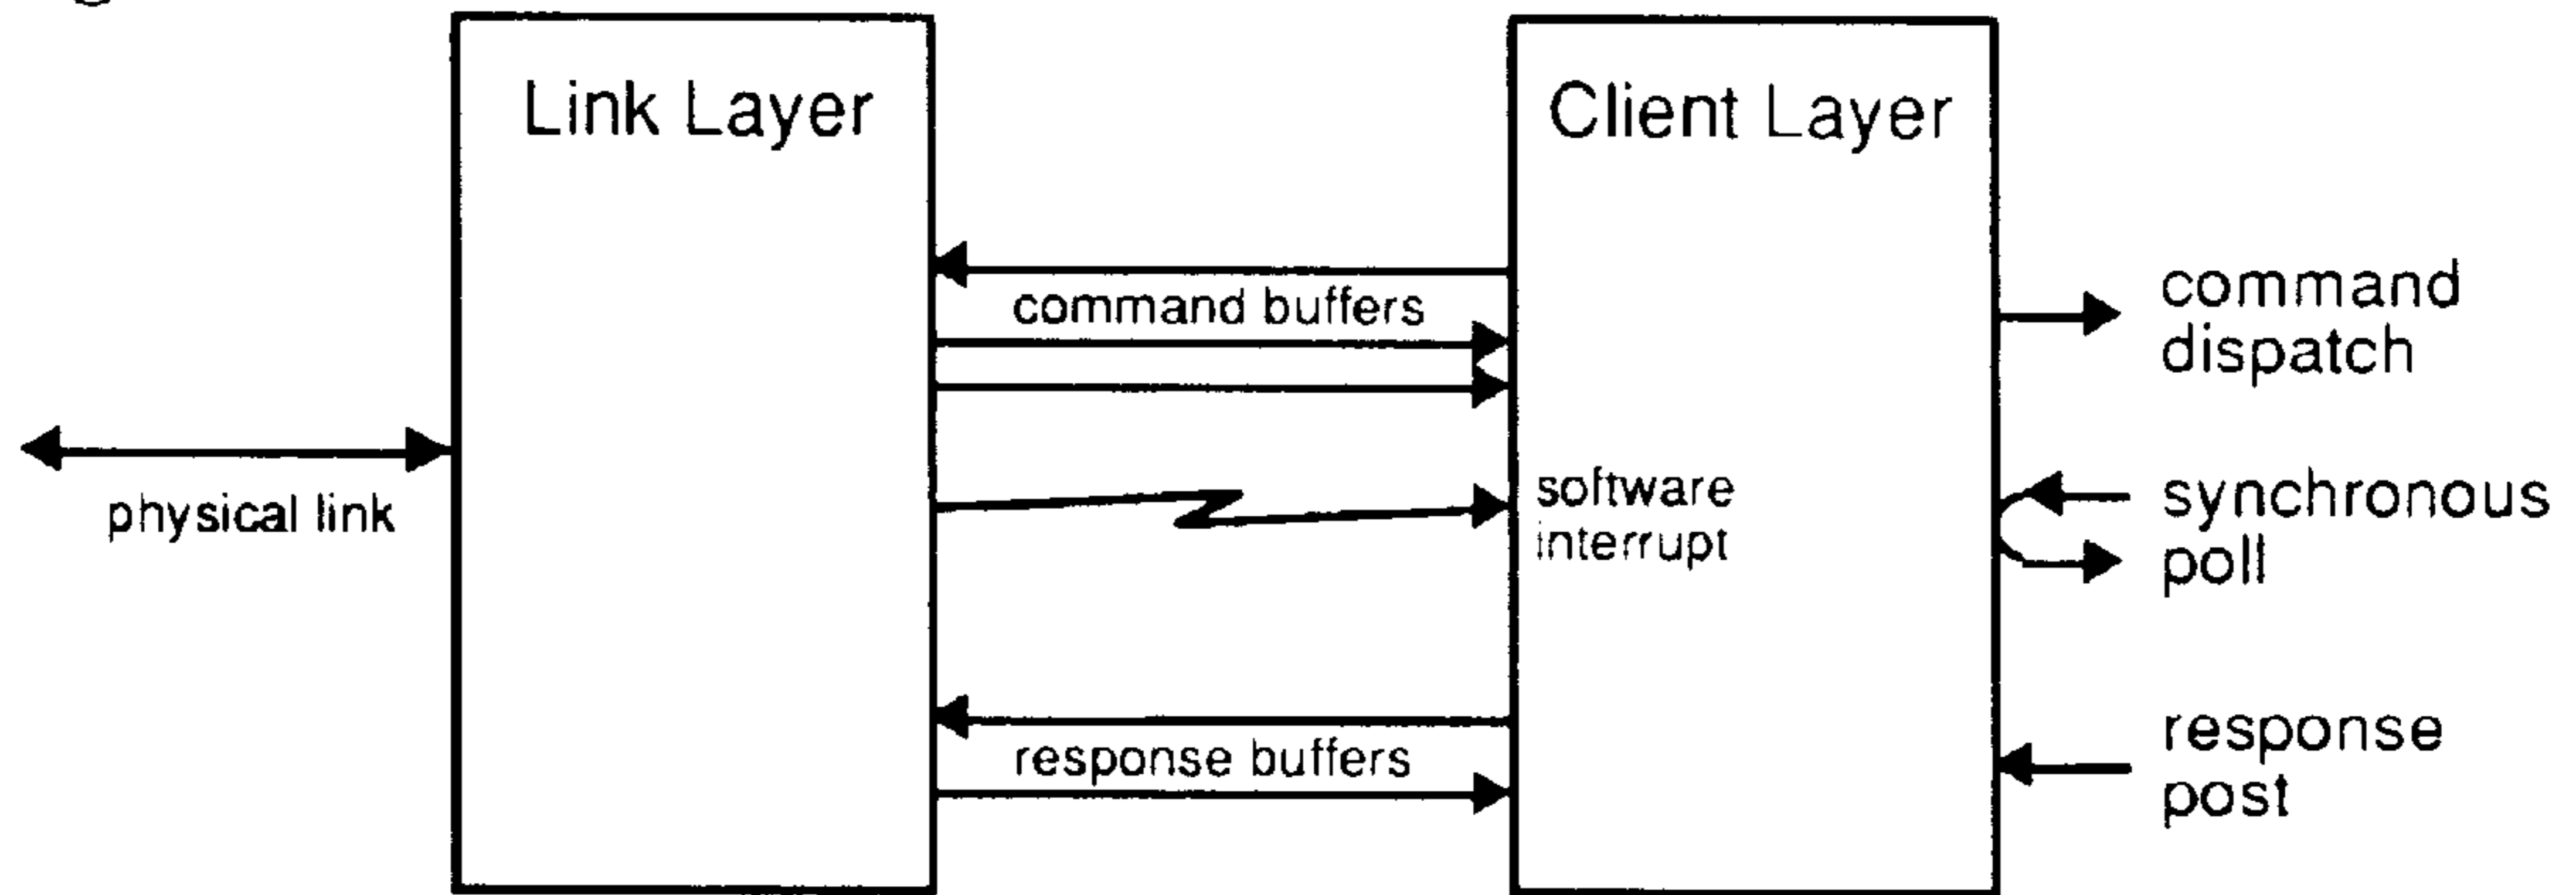 Link Layer
Client Layer
command buffers
command
dispatch
physical link
software
interrupt
synchronous
poll
response buffers
response
post